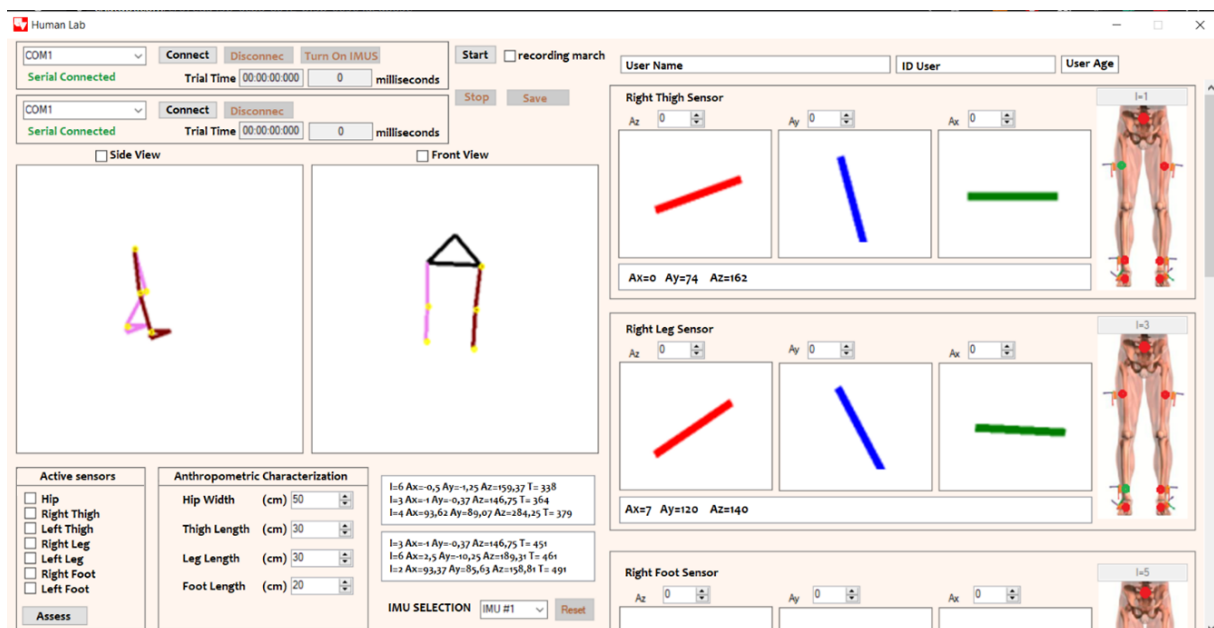 Human Lab
COM1 Connect Disconnec Turn On IMUS
Serial Connected Trial Time 00:00:00:000 0 milliseconds
COM1 Connect Disconnec
Serial Connected Trial Time 00:00:00:000 0 milliseconds
Start recording march
Stop Save
Side View Front View
Active sensors
Hip
Right Thigh
Left Thigh
Right Leg
Left Leg
Right Foot
Left Foot
Assess
Anthropometric Characterization
Hip Width (cm) 50
Thigh Length (cm) 30
Leg Length (cm) 30
Foot Length (cm) 20
I=6 Ax=-0,5 Ay=-1,25 Az=159,37 T= 338
I=3 Ax=-1 Ay=-0,37 Az=146,75 T= 364
I=4 Ax=93,62 Ay=89,07 Az=284,25 T= 379
I=3 Ax=-1 Ay=-0,37 Az=146,75 T= 451
I=6 Ax=2,5 Ay=-10,25 Az=189,31 T= 461
I=2 Ax=93,37 Ay=85,63 Az=158,81 T= 491
IMU SELECTION IMU #1 Reset
User Name ID User User Age
Right Thigh Sensor
Az 0 Ay 0 Ax 0
I=1
Ax=0 Ay=74 Az=162
Right Leg Sensor
Az 0 Ay 0 Ax 0
I=3
Ax=7 Ay=120 Az=140
Right Foot Sensor
Az 0 Ay 0 Ax 0
I=5